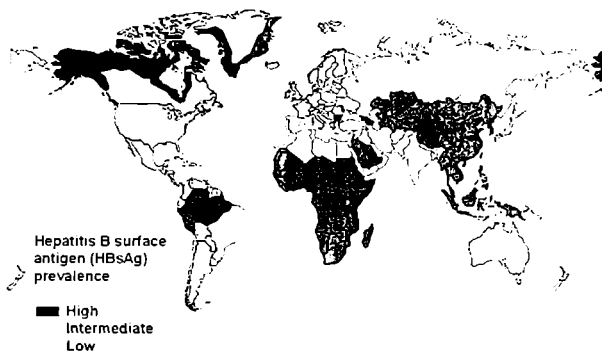 Hepatitis B surface
antigen (HBsAg)
prevalence
High
Intermediate
Low